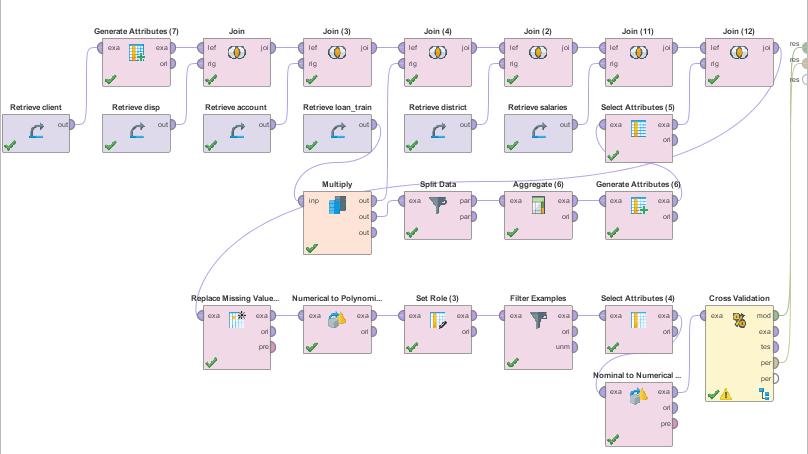 Generate Attributes (7) Join Join (3) Join (4) Join (2) Join (11) Join (12)
exa exa lef joi lef joi lef joi lef joi lef joi lef joi res
ori rig rig rig rig rig rig res
res
Retrieve client Retrieve disp Retrieve account Retrieve loan_train Retrieve district Retrieve salaries Select Attributes (5)
out out out out out out exa exa
ori
Multiply Split Data Aggregate (6) Generate Attributes (6)
inp out exa par exa exa exa exa
out par ori ori
out
Replace Missing Value... Numerical to Polynomi... Set Role (3) Filter Examples Select Attributes (4) Cross Validation
exa exa exa exa exa exa exa exa exa exa exa mod
ori ori ori ori ori exa
pre unm tes
per
Nominal to Numerical ...
per
exa exa
ori
pre